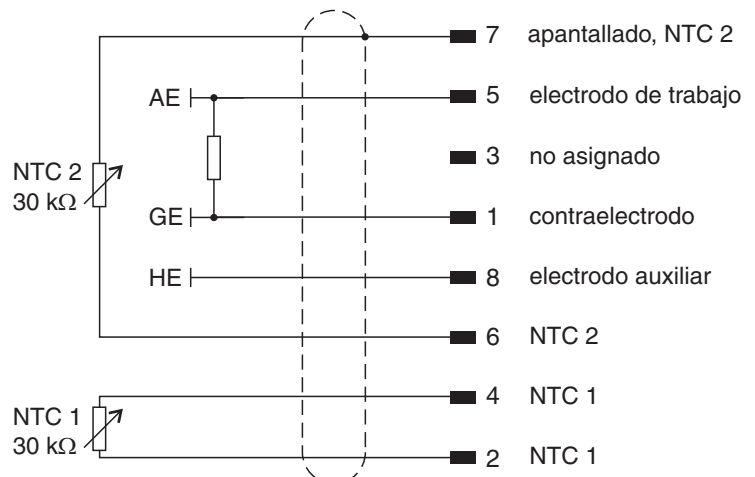 7 apantallado, NTC 2
AE 5 electrodo de trabajo
3 no asignado
NTC 2
30 kΩ
GE 1 contraelectrodo
HE 8 electrodo auxiliar
6 NTC 2
4 NTC 1
NTC 1
30 kΩ
2 NTC 1